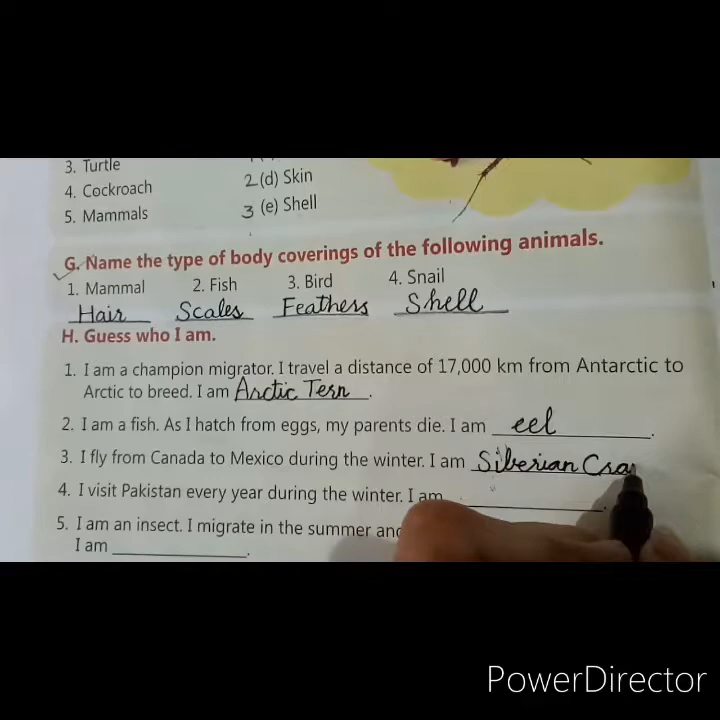 3. Turtle
4. Cockroach 2 (d) Skin
5. Mammals 3 (e) Shell
G. Name the type of body coverings of the following animals.
1. Mammal 2. Fish 3. Bird 4. Snail
Hair Scales Feathers Shell
H. Guess who I am.
1. I am a champion migrator. I travel a distance of 17,000 km from Antarctic to
Arctic to breed. I am Arctic Tern.
2. I am a fish. As I hatch from eggs, my parents die. I am eel.
3. I fly from Canada to Mexico during the winter. I am Siberian Cra
4. I visit Pakistan every year during the winter. I am
5. I am an insect. I migrate in the summer and
I am
PowerDirector